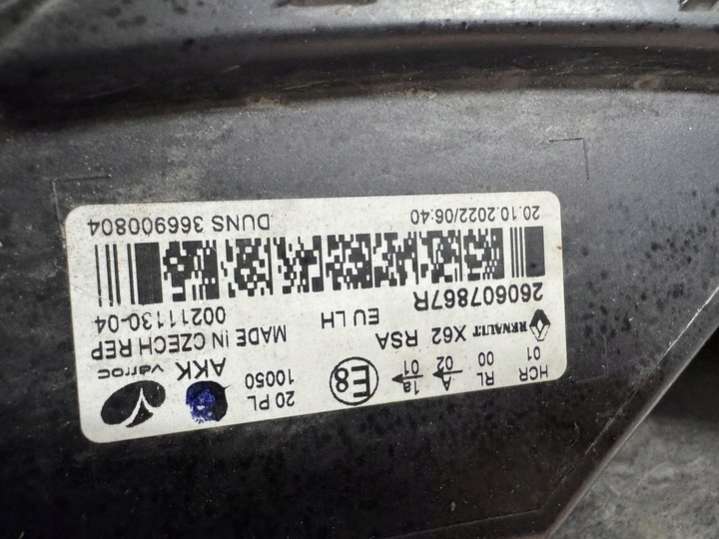 HCR RL A 1a 20 PL
01 00 02 01 E8 10050
RENAULT X62 RSA AKK varroc
260607867R EU LH MADE IN CZECH REP
00211130-04
20.10.2022/06:40 DUNS 366900804